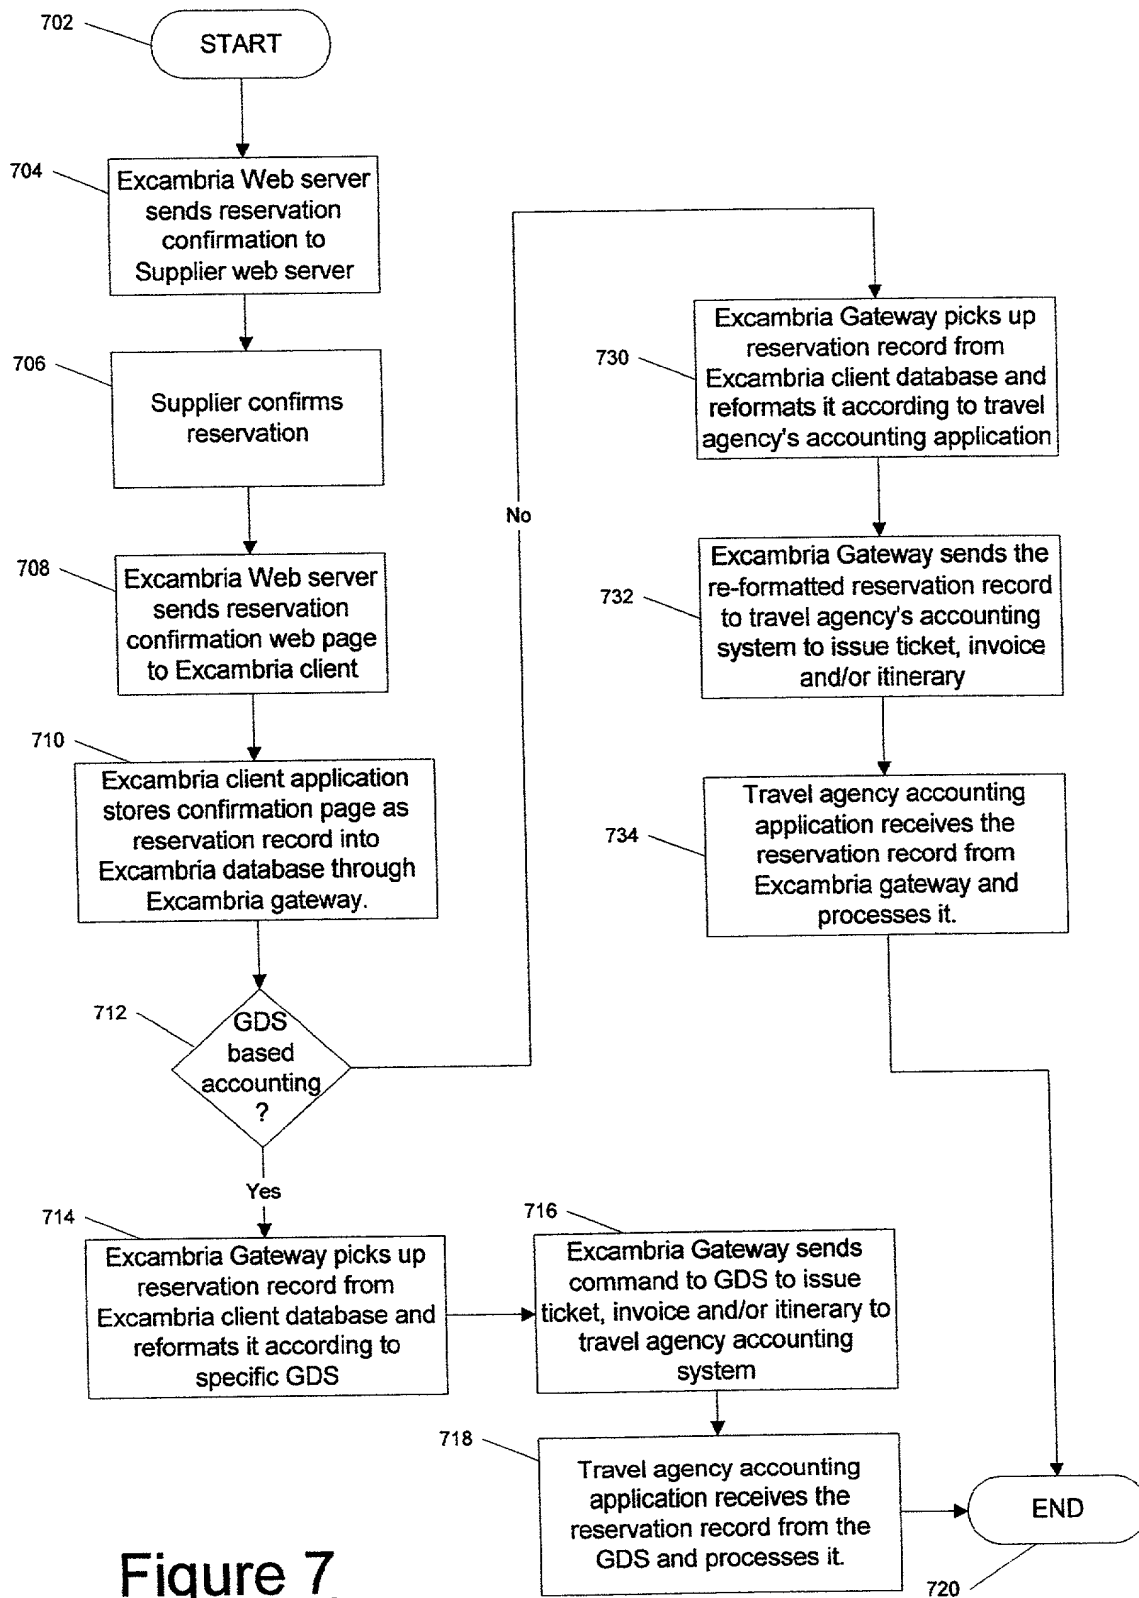 702
START
704
Excambria Web server
sends reservation
confirmation to
Supplier web server
706
Supplier confirms
reservation
708
Excambria Web server
sends reservation
confirmation web page
to Excambria client
710
Excambria client application
stores confirmation page as
reservation record into
Excambria database through
Excambria gateway.
712
GDS
based
accounting
?
No
Yes
730
Excambria Gateway picks up
reservation record from
Excambria client database and
reformats it according to travel
agency's accounting application
732
Excambria Gateway sends the
re-formatted reservation record
to travel agency's accounting
system to issue ticket, invoice
and/or itinerary
734
Travel agency accounting
application receives the
reservation record from
Excambria gateway and
processes it.
714
Excambria Gateway picks up
reservation record from
Excambria client database and
reformats it according to
specific GDS
716
Excambria Gateway sends
command to GDS to issue
ticket, invoice and/or itinerary to
travel agency accounting
system
718
Travel agency accounting
application receives the
reservation record from the
GDS and processes it.
END
720
Figure 7